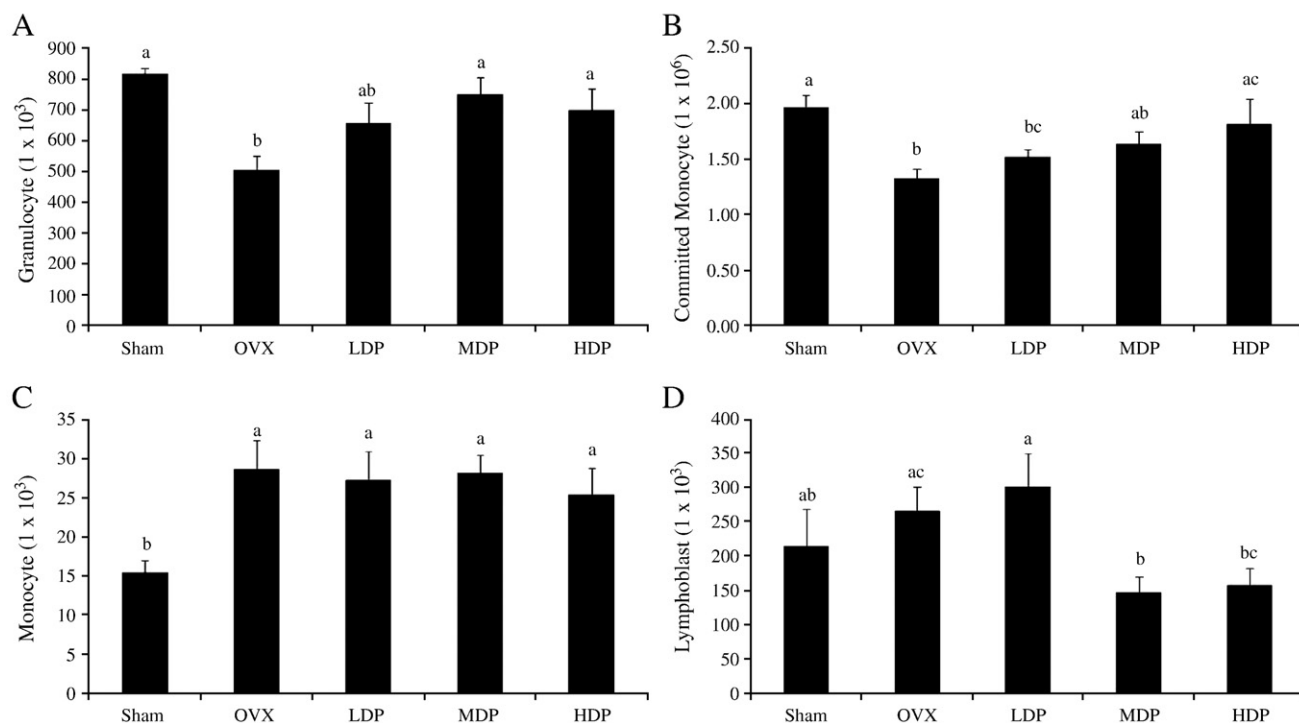 A
Granulocyte (1 x 10³)
900
800
700
600
500
400
300
200
100
0
a
b
ab
a
a
Sham OVX LDP MDP HDP
B
Committed Monocyte (1 x 10⁶)
2.50
2.00
1.50
1.00
0.50
0.00
a
b
bc
ab
ac
Sham OVX LDP MDP HDP
C
Monocyte (1 x 10³)
35
30
25
20
15
10
5
0
b
a
a
a
a
Sham OVX LDP MDP HDP
D
Lymphoblast (1 x 10³)
400
350
300
250
200
150
100
50
0
ab
ac
a
b
bc
Sham OVX LDP MDP HDP